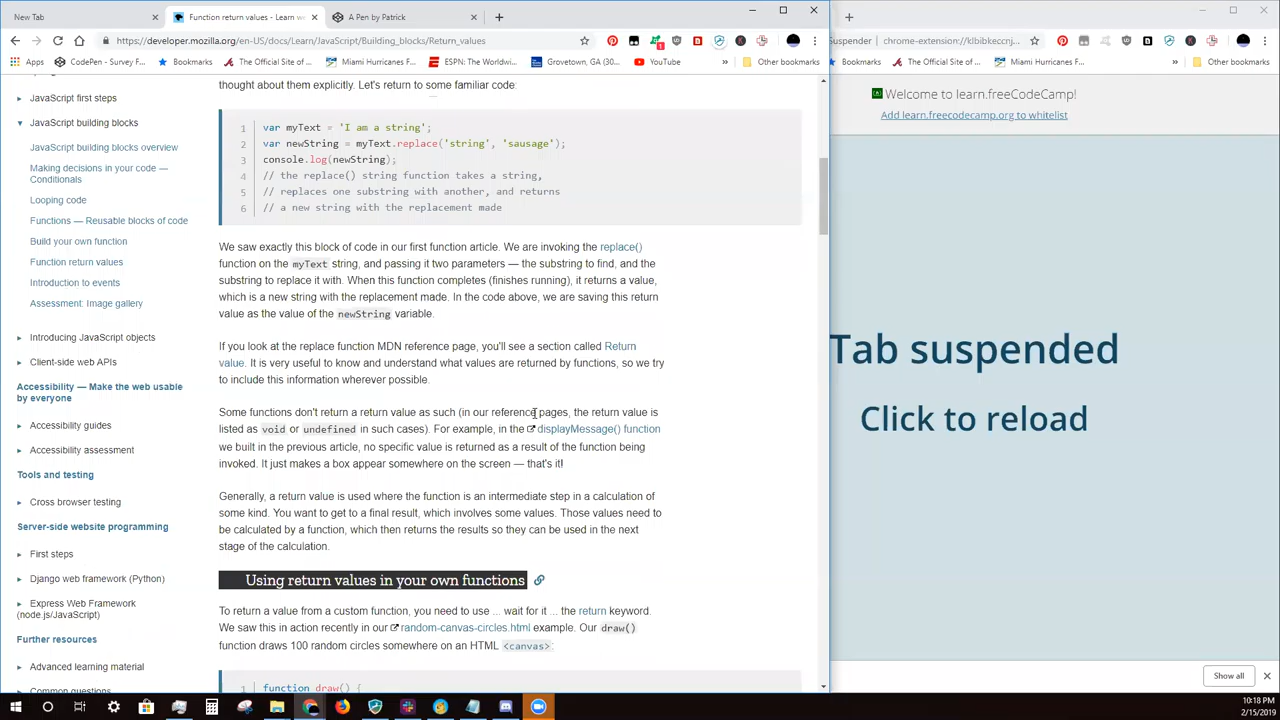 New Tab
Function return values - Learn we
A Pen by Patrick
https://developer.mozilla.org/en-US/docs/Learn/JavaScript/Building_blocks/Return_values
Suspender | chrome-extension://klbibkeccnj...
Apps
CodePen - Survey F...
Bookmarks
The Official Site of ...
Miami Hurricanes F...
ESPN: The Worldwi...
Grovetown, GA (30...
YouTube
»
Other bookmarks
Bookmarks
The Official Site of ...
Miami Hurricanes F...
»
Other bookmarks
JavaScript first steps
JavaScript building blocks
JavaScript building blocks overview
Making decisions in your code —
Conditionals
Looping code
Functions — Reusable blocks of code
Build your own function
Function return values
Introduction to events
Assessment: Image gallery
Introducing JavaScript objects
Client-side web APIs
Accessibility — Make the web usable
by everyone
Accessibility guides
Accessibility assessment
Tools and testing
Cross browser testing
Server-side website programming
First steps
Django web framework (Python)
Express Web Framework
(node.js/JavaScript)
Further resources
Advanced learning material
Common questions
thought about them explicitly. Let's return to some familiar code:
1 var myText = 'I am a string';
2 var newString = myText.replace('string', 'sausage');
3 console.log(newString);
4 // the replace() string function takes a string,
5 // replaces one substring with another, and returns
6 // a new string with the replacement made
We saw exactly this block of code in our first function article. We are invoking the replace()
function on the myText string, and passing it two parameters — the substring to find, and the
substring to replace it with. When this function completes (finishes running), it returns a value,
which is a new string with the replacement made. In the code above, we are saving this return
value as the value of the newString variable.
If you look at the replace function MDN reference page, you'll see a section called Return
value. It is very useful to know and understand what values are returned by functions, so we try
to include this information wherever possible.
Some functions don't return a return value as such (in our reference pages, the return value is
listed as void or undefined in such cases). For example, in the displayMessage() function
we built in the previous article, no specific value is returned as a result of the function being
invoked. It just makes a box appear somewhere on the screen — that's it!
Generally, a return value is used where the function is an intermediate step in a calculation of
some kind. You want to get to a final result, which involves some values. Those values need to
be calculated by a function, which then returns the results so they can be used in the next
stage of the calculation.
Using return values in your own functions
To return a value from a custom function, you need to use ... wait for it ... the return keyword.
We saw this in action recently in our random-canvas-circles.html example. Our draw()
function draws 100 random circles somewhere on an HTML <canvas>:
1 function draw() {
Welcome to learn.freeCodeCamp!
Add learn.freecodecamp.org to whitelist
Tab suspended
Click to reload
Show all
10:18 PM
2/15/2019